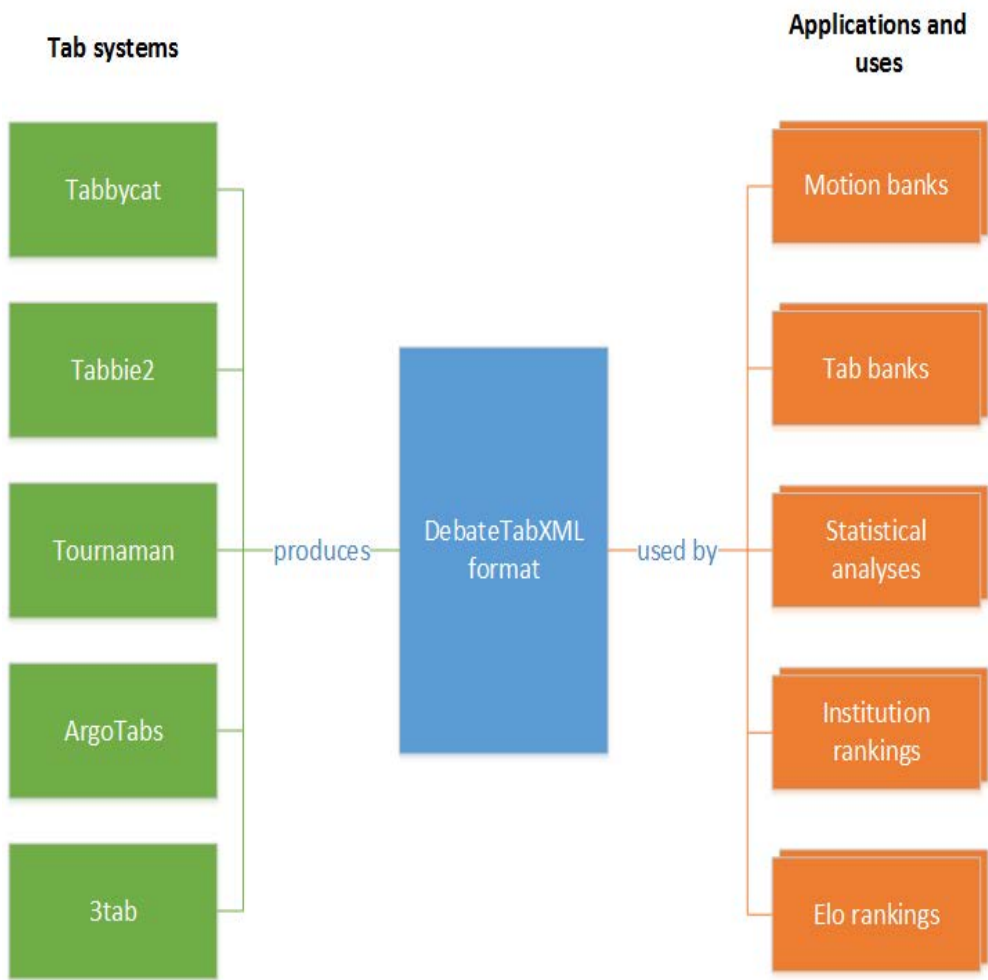 Tab systems
Applications and
uses
Tabbycat
Tabbie2
Tournaman
ArgoTabs
3tab
produces
DebateTabXML
format
used by
Motion banks
Tab banks
Statistical
analyses
Institution
rankings
Elo rankings